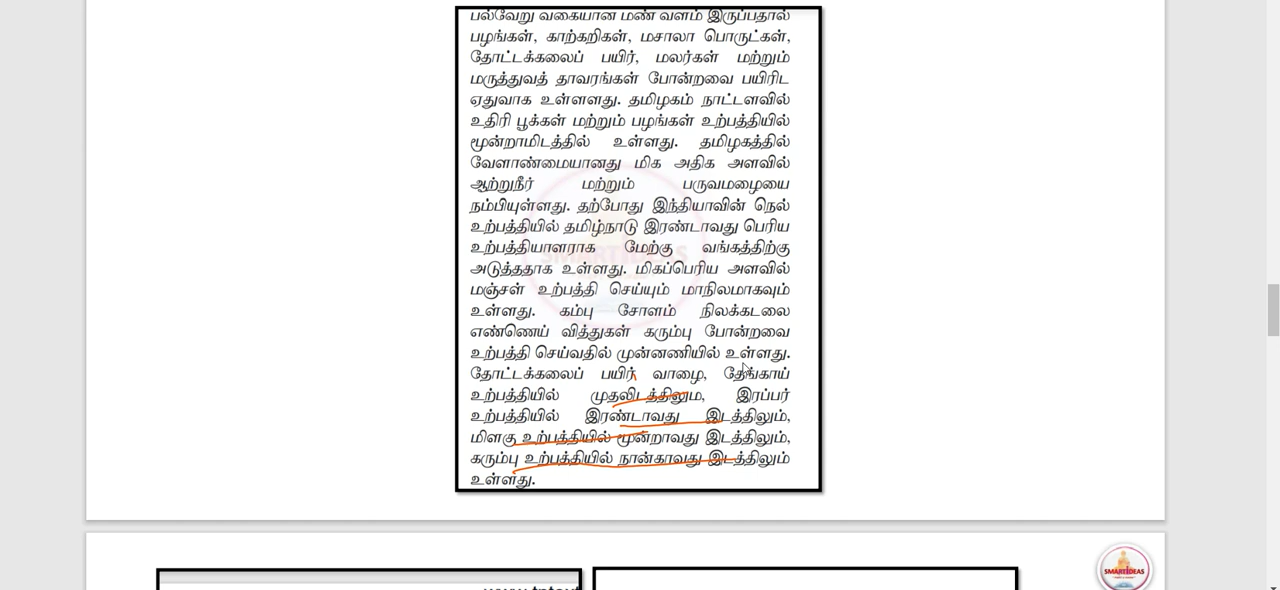 பல்வேறு வகையான மண் வளம் இருப்பதால்
பழங்கள், காற்கறிகள், மசாலா பொருட்கள்,
தோட்டக்கலைப் பயிர், மலர்கள் மற்றும்
மருத்துவத் தாவரங்கள் போன்றவை பயிரிட
ஏதுவாக உள்ளளது. தமிழகம் நாட்டளவில்
உதிரி பூக்கள் மற்றும் பழங்கள் உற்பத்தியில்
மூன்றாமிடத்தில் உள்ளது. தமிழகத்தில்
வேளாண்மையானது மிக அதிக அளவில்
ஆற்றுநீர் மற்றும் பருவமழையை
நம்பியுள்ளது. தற்போது இந்தியாவின் நெல்
உற்பத்தியில் தமிழ்நாடு இரண்டாவது பெரிய
உற்பத்தியாளராக மேற்கு வங்கத்திற்கு
அடுத்ததாக உள்ளது. மிகப்பெரிய அளவில்
மஞ்சள் உற்பத்தி செய்யும் மாநிலமாகவும்
உள்ளது. கம்பு சோளம் நிலக்கடலை
எண்ணெய் வித்துகள் கரும்பு போன்றவை
உற்பத்தி செய்வதில் முன்னணியில் உள்ளது.
தோட்டக்கலைப் பயிர் வாழை, தேங்காய்
உற்பத்தியில் முதலிடத்திலும, இரப்பர்
உற்பத்தியில் இரண்டாவது இடத்திலும்,
மிளகு உற்பத்தியில் மூன்றாவது இடத்திலும்,
கரும்பு உற்பத்தியில் நான்காவது இடத்திலும்
உள்ளது.
SMART IDEAS
SMART IDEAS